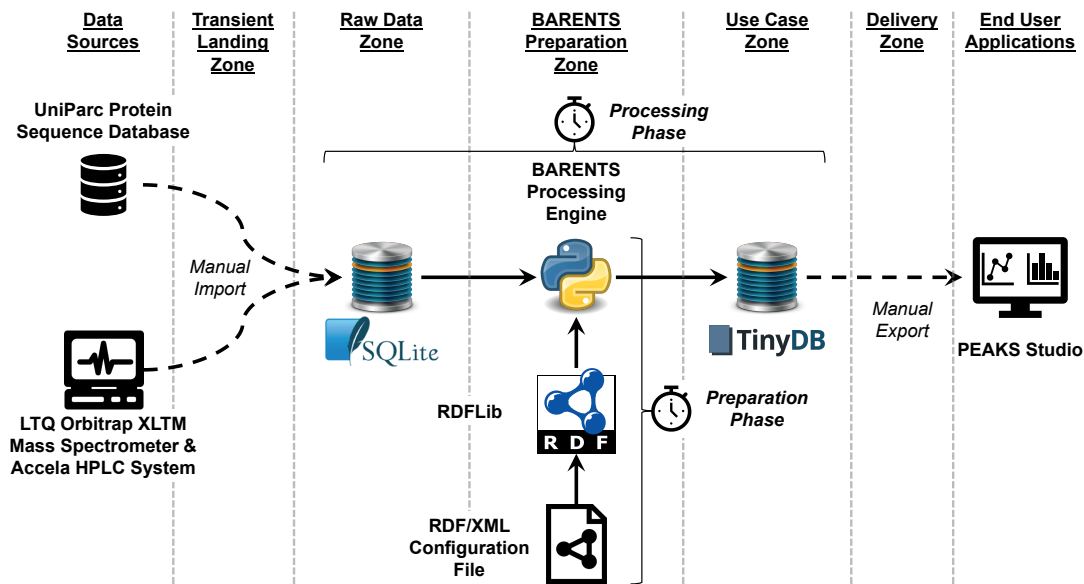 Data
Sources
Transient
Landing
Zone
Raw Data
Zone
BARENTS
Preparation
Zone
Use Case
Zone
Delivery
Zone
End User
Applications
UniParc Protein
Sequence Database
Processing
Phase
BARENTS
Processing
Engine
Manual
Import
SQLite
TinyDB
Manual
Export
PEAKS Studio
LTQ Orbitrap XLTM
Mass Spectrometer &
Accela HPLC System
RDFLib
RDF
Preparation
Phase
RDF/XML
Configuration
File